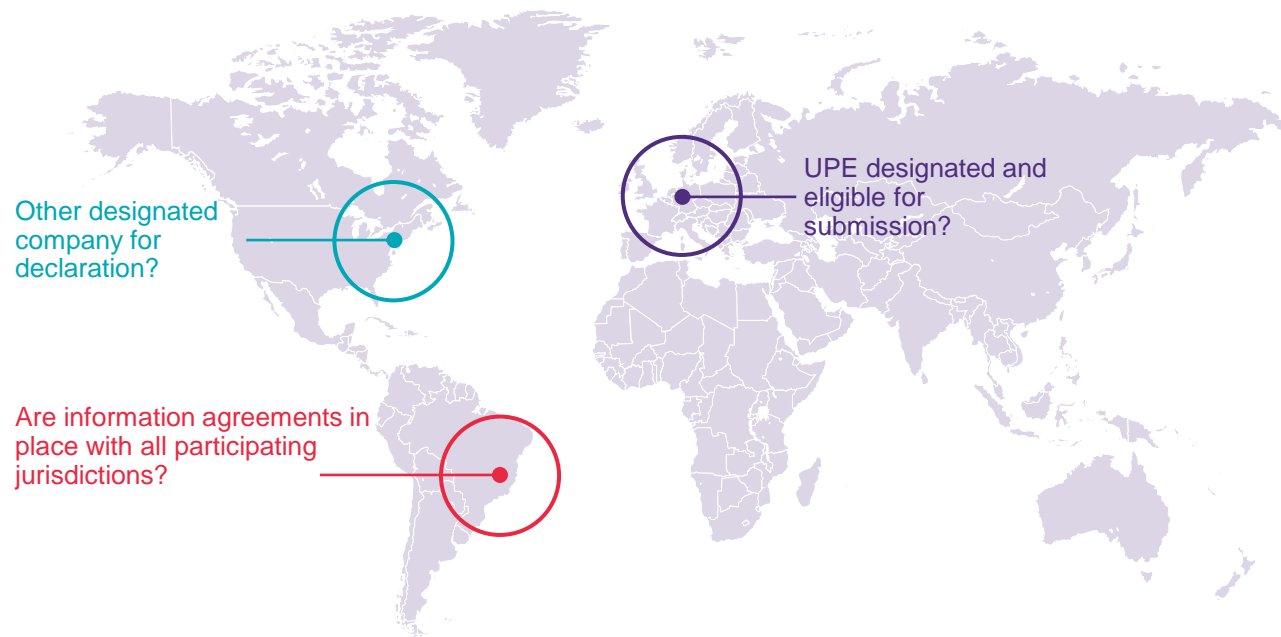 Other designated
company for
declaration?
UPE designated and
eligible for
submission?
Are information agreements in
place with all participating
jurisdictions?